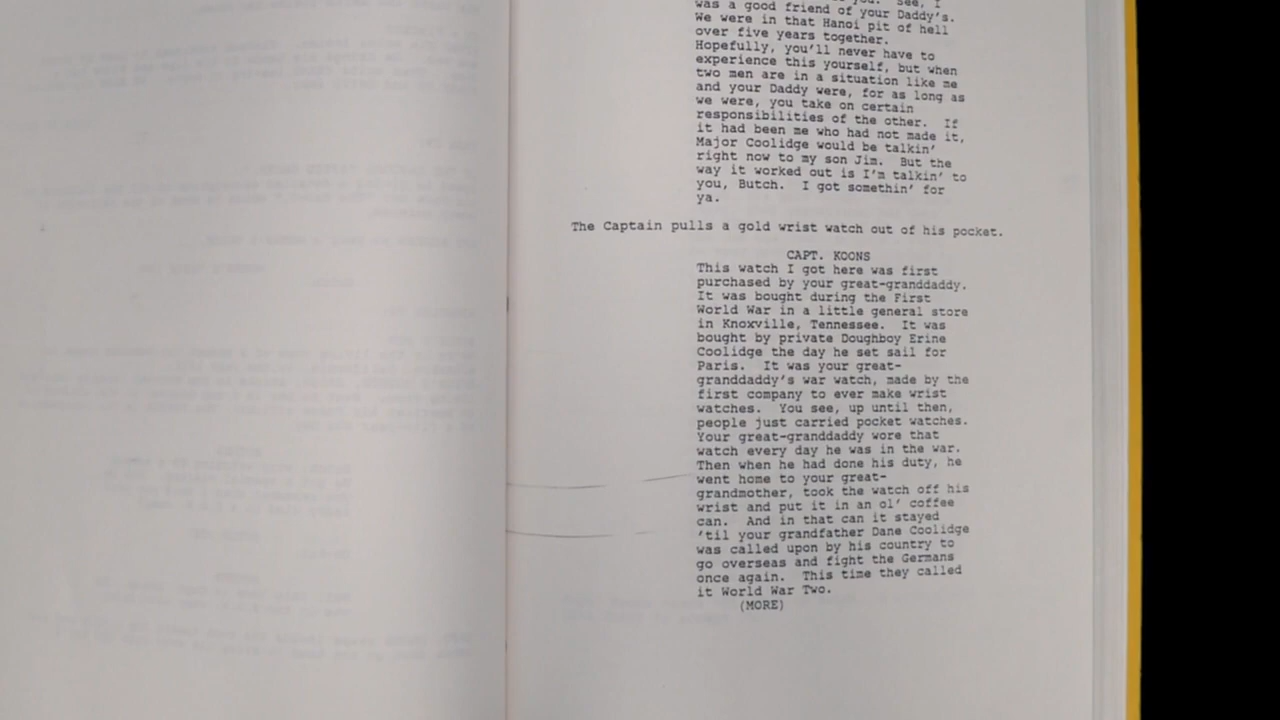 you. See, I
was a good friend of your Daddy's.
We were in that Hanoi pit of hell
over five years together.
Hopefully, you'll never have to
experience this yourself, but when
two men are in a situation like me
and your Daddy were, for as long as
we were, you take on certain
responsibilities of the other. If
it had been me who had not made it,
Major Coolidge would be talkin'
right now to my son Jim. But the
way it worked out is I'm talkin' to
you, Butch. I got somethin' for
ya.
The Captain pulls a gold wrist watch out of his pocket.
CAPT. KOONS
This watch I got here was first
purchased by your great-granddaddy.
It was bought during the First
World War in a little general store
in Knoxville, Tennessee. It was
bought by private Doughboy Erine
Coolidge the day he set sail for
Paris. It was your great-
granddaddy's war watch, made by the
first company to ever make wrist
watches. You see, up until then,
people just carried pocket watches.
Your great-granddaddy wore that
watch every day he was in the war.
Then when he had done his duty, he
went home to your great-
grandmother, took the watch off his
wrist and put it in an ol' coffee
can. And in that can it stayed
'til your grandfather Dane Coolidge
was called upon by his country to
go overseas and fight the Germans
once again. This time they called
it World War Two.
(MORE)